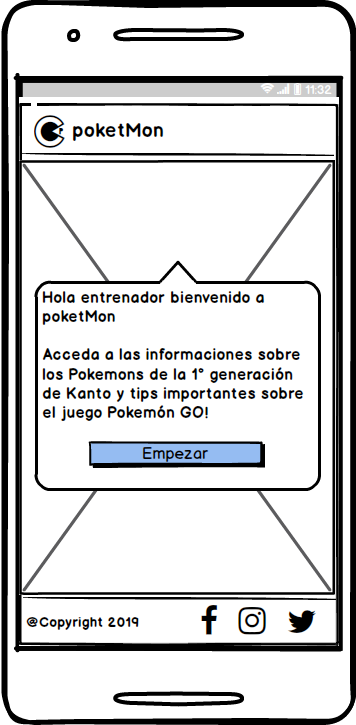 11:32
poketMon
Hola entrenador bienvenido a
poketMon
Acceda a las informaciones sobre
los Pokemons de la 1° generación
de Kanto y tips importantes sobre
el juego Pokemón GO!
Empezar
@Copyright 2019